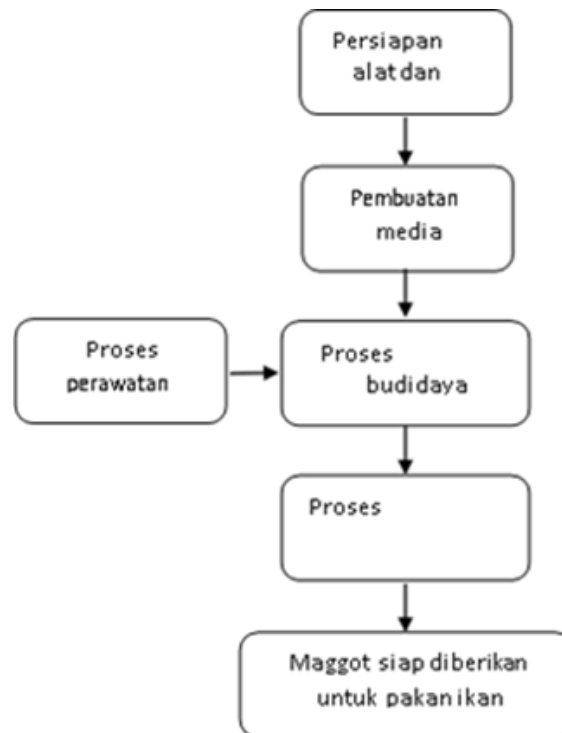 Persiapan
alat dan
Pembuatan
media
Proses
perawatan
Proses
budidaya
Proses
Maggot siap diberikan
untuk pakan ikan